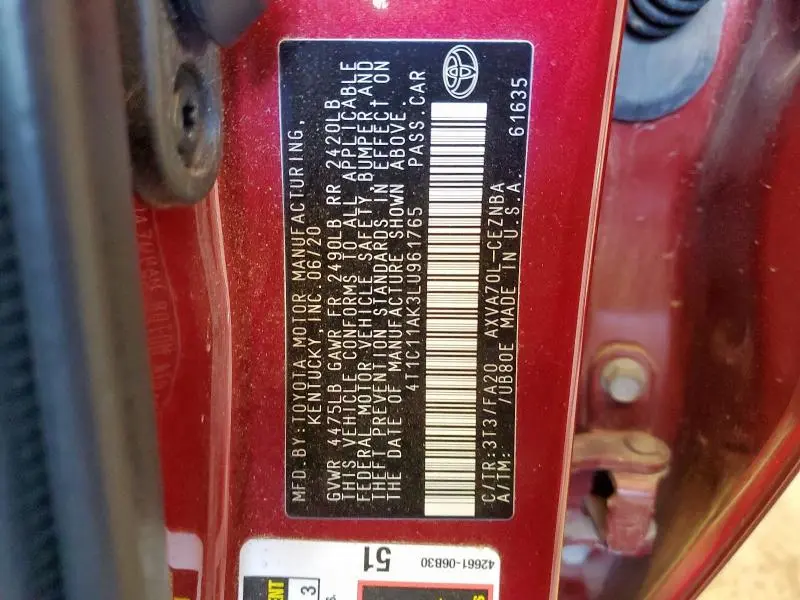 MFD.BY:TOYOTA MOTOR MANUFACTURING,
KENTUCKY, INC. 06/20
GVWR 4475LB GAWR FR 2490LB RR 2420LB
THIS VEHICLE CONFORMS TO ALL APPLICABLE
FEDERAL MOTOR VEHICLE SAFETY, BUMPER AND
THEFT PREVENTION STANDARDS IN EFFECT ON
THE DATE OF MANUFACTURE SHOWN ABOVE.
4T1C11AK3LU961765 PASS.CAR
C/TR:3T3/FA20 AXVA70L-CEZNBA
A/TM: /UB80E MADE IN U.S.A. 61635
51
42661-06B30
3